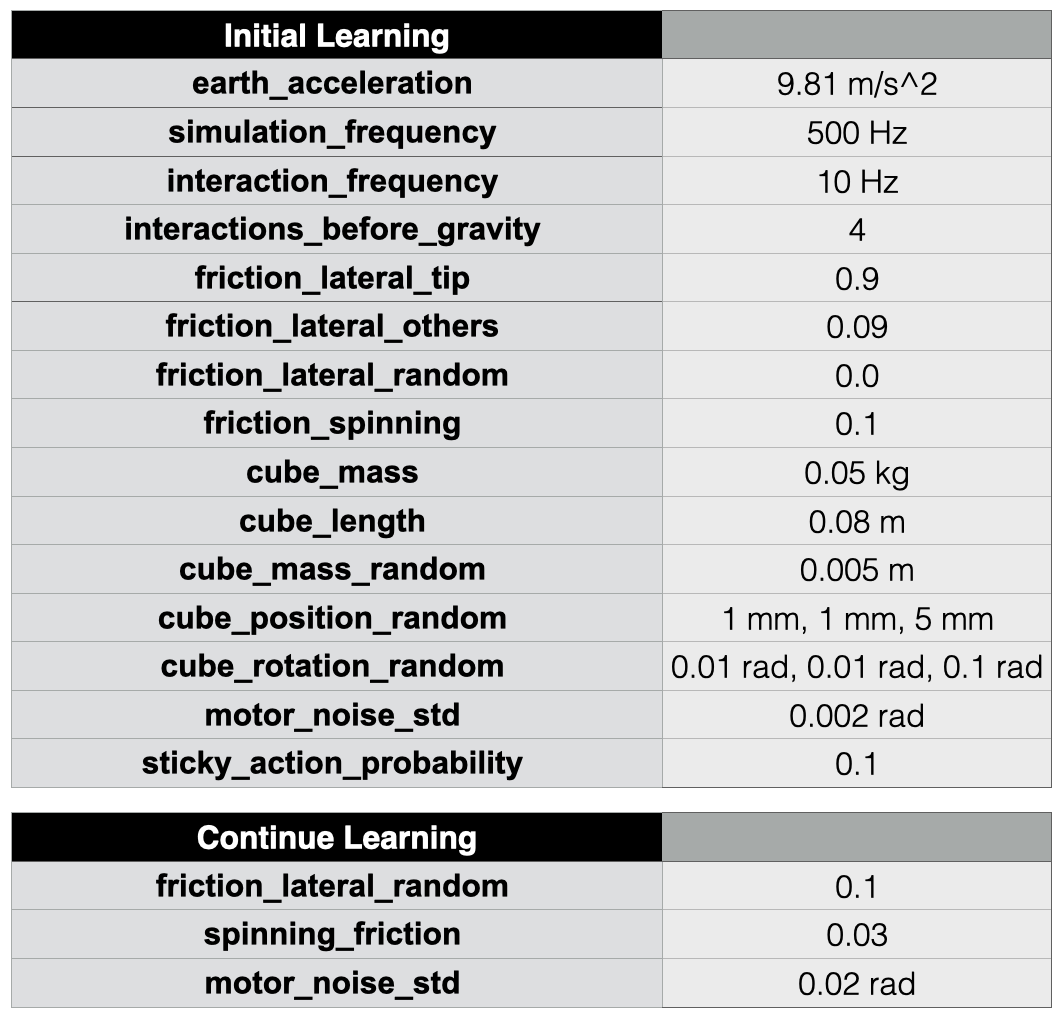 Initial Learning
earth_acceleration 9.81 m/s^2
simulation_frequency 500 Hz
interaction_frequency 10 Hz
interactions_before_gravity 4
friction_lateral_tip 0.9
friction_lateral_others 0.09
friction_lateral_random 0.0
friction_spinning 0.1
cube_mass 0.05 kg
cube_length 0.08 m
cube_mass_random 0.005 m
cube_position_random 1 mm, 1 mm, 5 mm
cube_rotation_random 0.01 rad, 0.01 rad, 0.1 rad
motor_noise_std 0.002 rad
sticky_action_probability 0.1
Continue Learning
friction_lateral_random 0.1
spinning_friction 0.03
motor_noise_std 0.02 rad